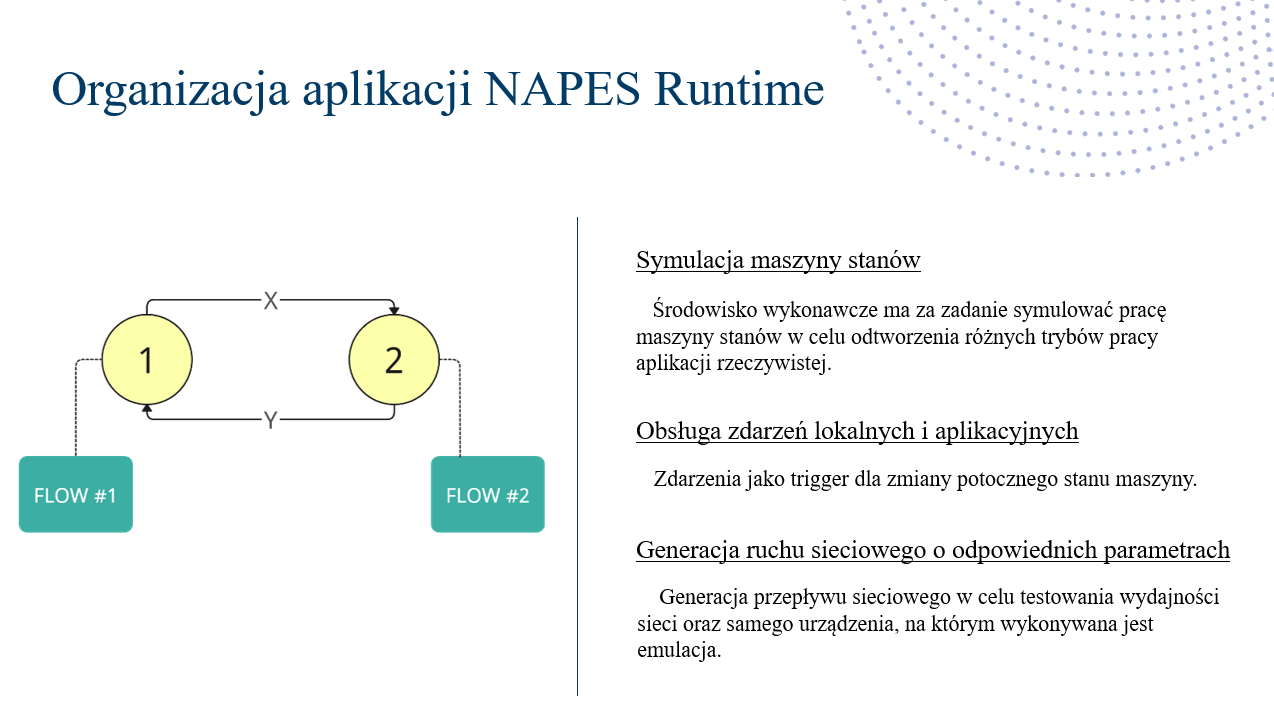 Organizacja aplikacji NAPES Runtime
X
1
2
Y
FLOW #1
FLOW #2
Symulacja maszyny stanów
Środowisko wykonawcze ma za zadanie symulować pracę
maszyny stanów w celu odtworzenia różnych trybów pracy
aplikacji rzeczywistej.
Obsługa zdarzeń lokalnych i aplikacyjnych
Zdarzenia jako trigger dla zmiany potocznego stanu maszyny.
Generacja ruchu sieciowego o odpowiednich parametrach
Generacja przepływu sieciowego w celu testowania wydajności
sieci oraz samego urządzenia, na którym wykonywana jest
emulacja.